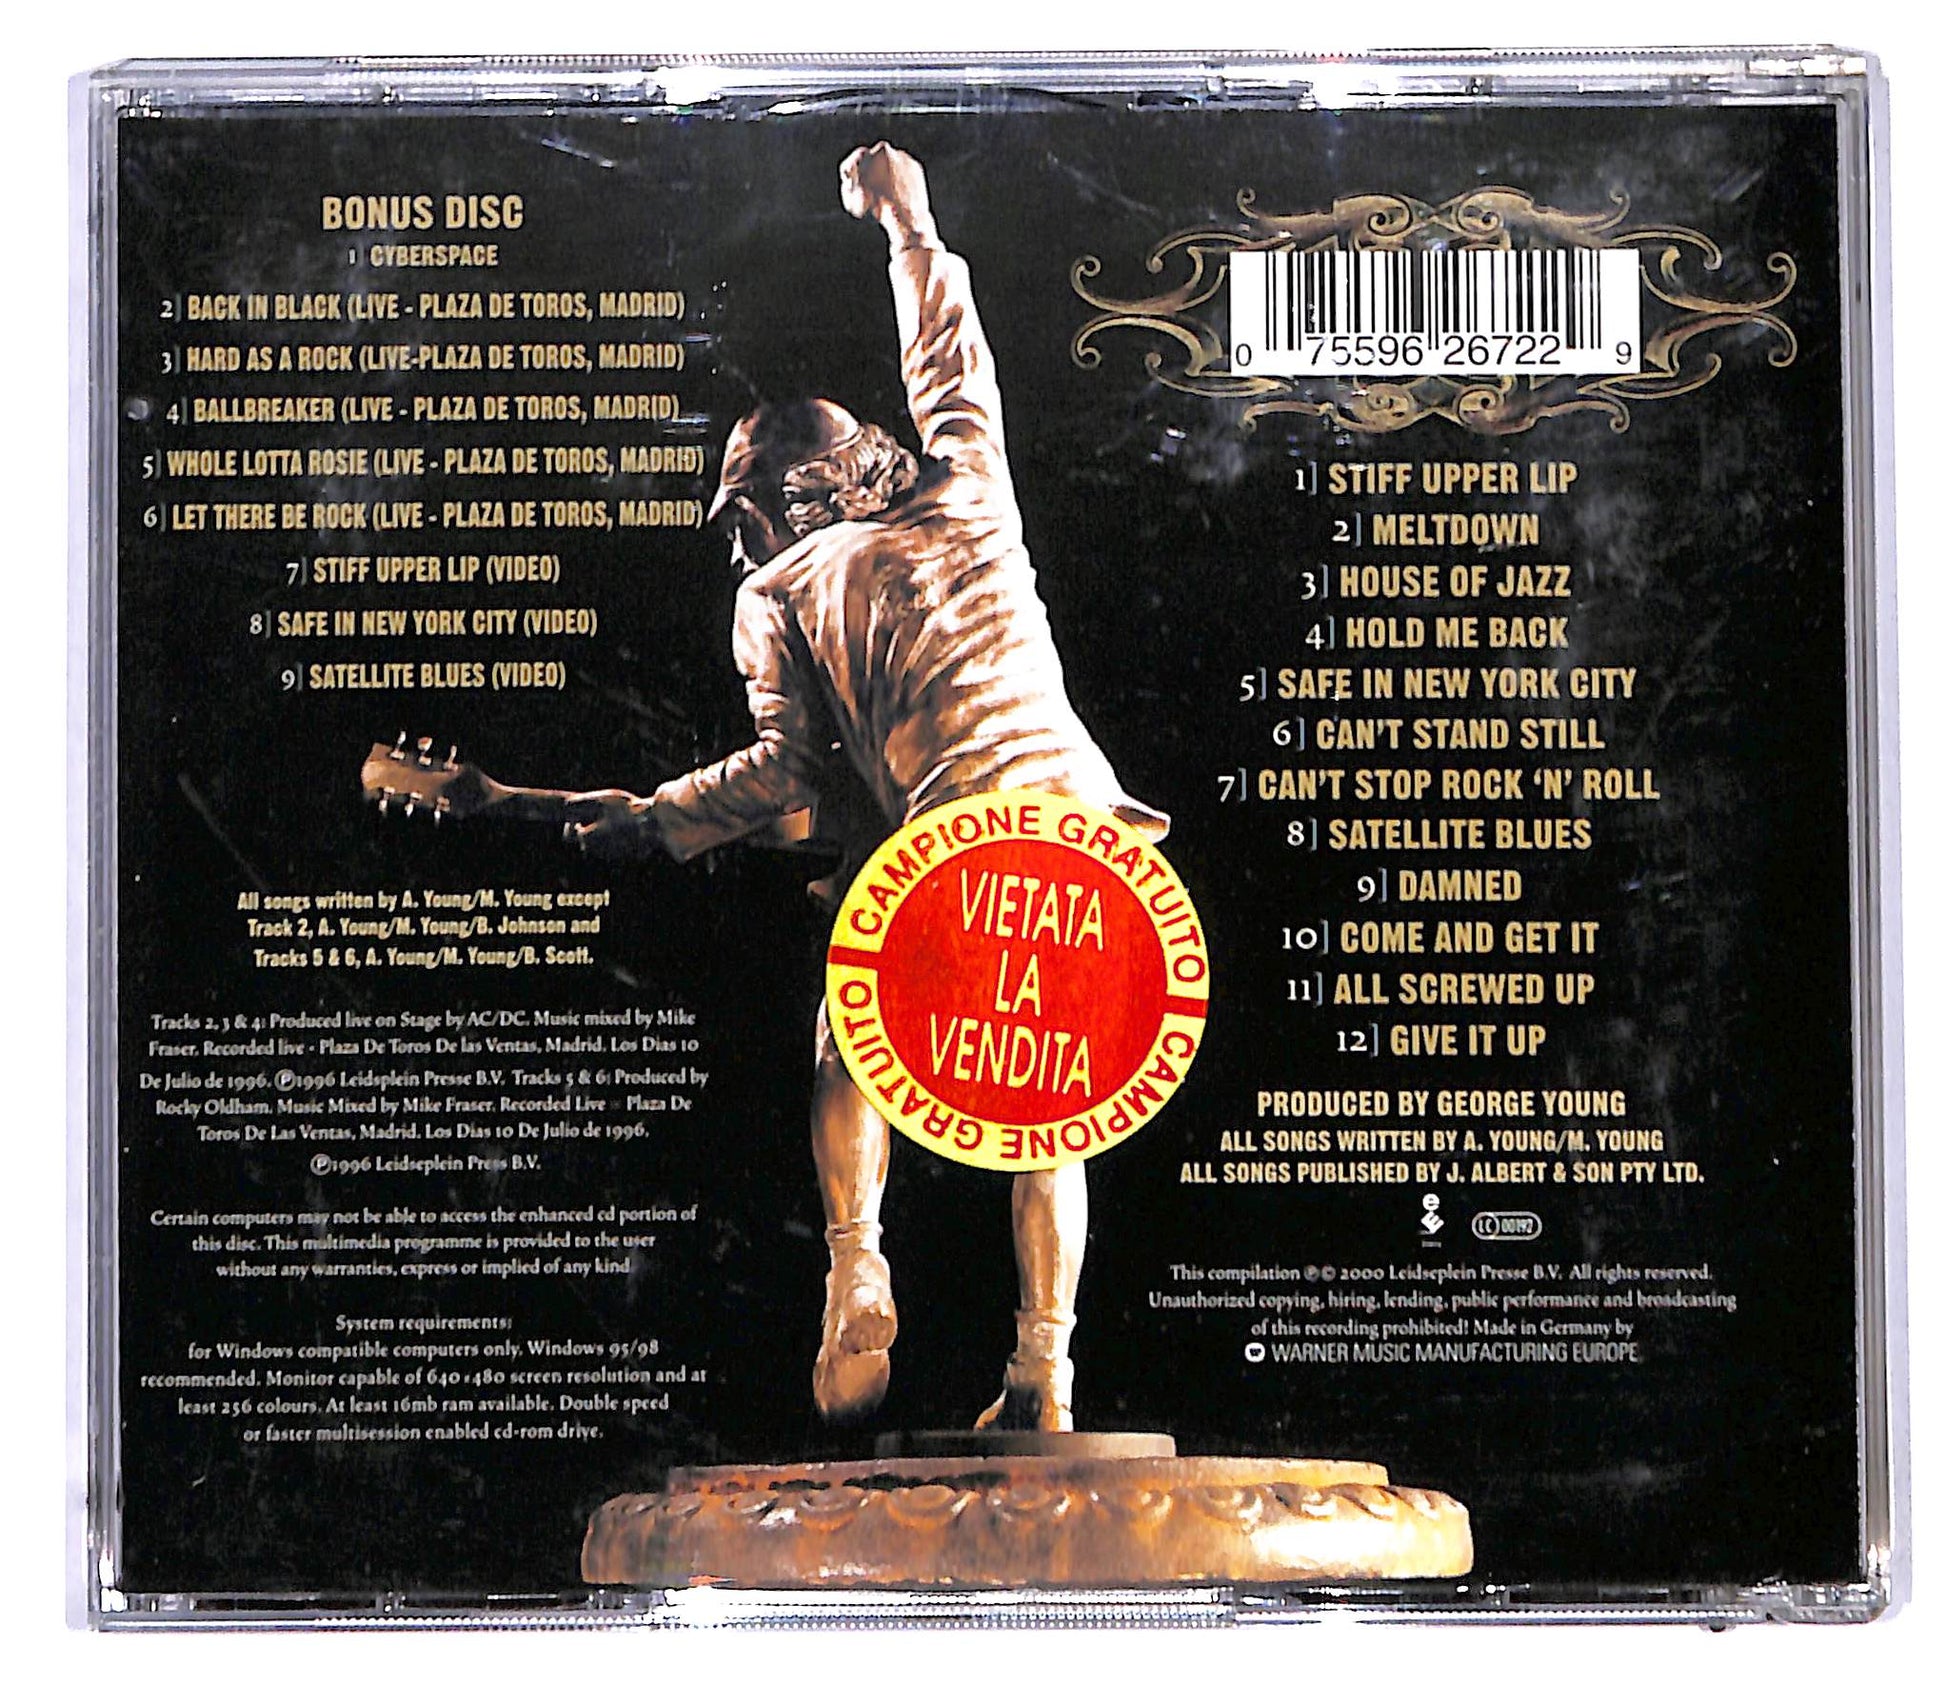 BONUS DISC
1 CYBERSPACE
2] BACK IN BLACK (LIVE - PLAZA DE TOROS, MADRID)
3] HARD AS A ROCK (LIVE-PLAZA DE TOROS, MADRID)
4] BALLBREAKER (LIVE - PLAZA DE TOROS, MADRID)
5] WHOLE LOTTA ROSIE (LIVE - PLAZA DE TOROS, MADRID)
6] LET THERE BE ROCK (LIVE - PLAZA DE TOROS, MADRID)
7] STIFF UPPER LIP (VIDEO)
8] SAFE IN NEW YORK CITY (VIDEO)
9] SATELLITE BLUES (VIDEO)
All songs written by A. Young/M. Young except
Track 2, A. Young/M. Young/B. Johnson and
Tracks 5 & 6, A. Young/M. Young/B. Scott.
Tracks 2, 3 & 4: Produced live on Stage by AC/DC. Music mixed by Mike
Fraser. Recorded live - Plaza De Toros De las Ventas, Madrid. Los Dias 10
De Julio de 1996. ℗1996 Leidseplein Presse B.V. Tracks 5 & 6: Produced by
Rocky Oldham. Music Mixed by Mike Fraser. Recorded Live - Plaza De
Toros De Las Ventas, Madrid. Los Dias 10 De Julio de 1996.
℗1996 Leidseplein Press B.V.
Certain computers may not be able to access the enhanced cd portion of
this disc. This multimedia programme is provided to the user
without any warranties, express or implied of any kind
System requirements:
for Windows compatible computers only. Windows 95/98
recommended. Monitor capable of 640×480 screen resolution and at
least 256 colours. At least 16mb ram available. Double speed
or faster multisession enabled cd-rom drive.
CAMPIONE GRATUITO
CAMPIONE GRATUITO
VIETATA
LA
VENDITA
0 75596 26722 9
1] STIFF UPPER LIP
2] MELTDOWN
3] HOUSE OF JAZZ
4] HOLD ME BACK
5] SAFE IN NEW YORK CITY
6] CAN'T STAND STILL
7] CAN'T STOP ROCK 'N' ROLL
8] SATELLITE BLUES
9] DAMNED
10] COME AND GET IT
11] ALL SCREWED UP
12] GIVE IT UP
PRODUCED BY GEORGE YOUNG
ALL SONGS WRITTEN BY A. YOUNG/M. YOUNG
ALL SONGS PUBLISHED BY J. ALBERT & SON PTY LTD.
LC 00192
This compilation ℗© 2000 Leidseplein Presse B.V. All rights reserved.
Unauthorized copying, hiring, lending, public performance and broadcasting
of this recording prohibited! Made in Germany by
WARNER MUSIC MANUFACTURING EUROPE